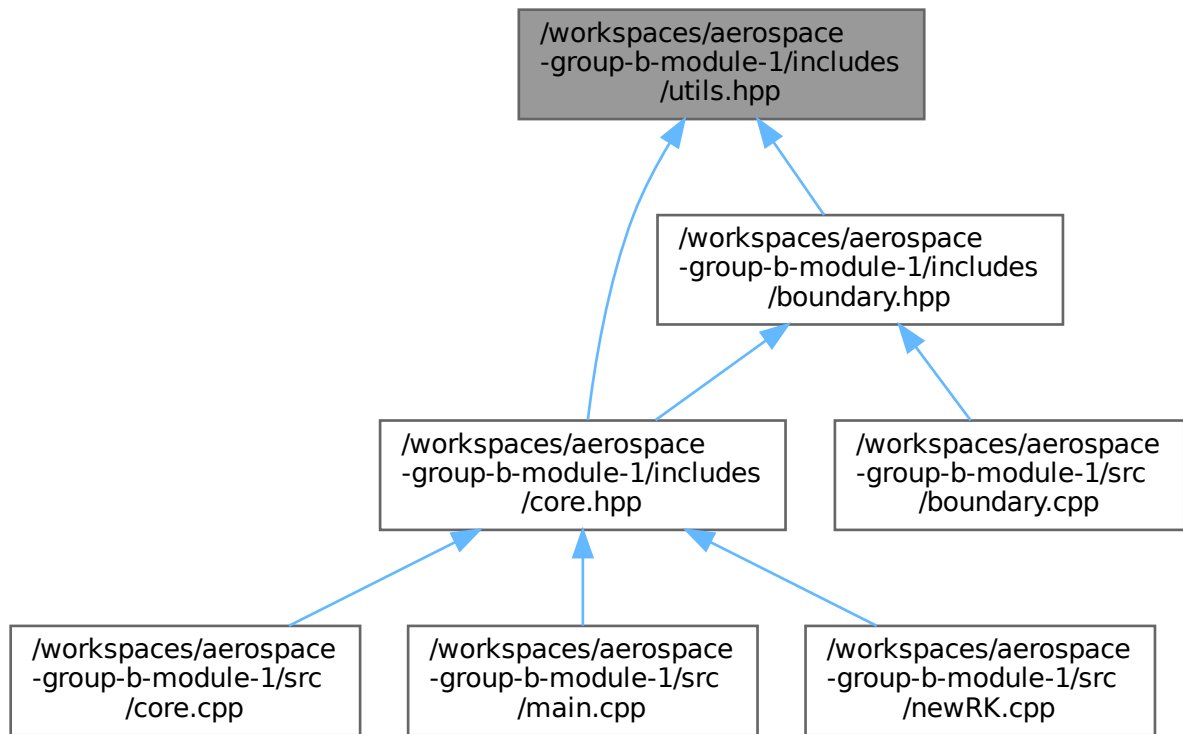 /workspaces/aerospace
-group-b-module-1/includes
/utils.hpp
/workspaces/aerospace
-group-b-module-1/includes
/boundary.hpp
/workspaces/aerospace
-group-b-module-1/includes
/core.hpp
/workspaces/aerospace
-group-b-module-1/src
/boundary.cpp
/workspaces/aerospace
-group-b-module-1/src
/core.cpp
/workspaces/aerospace
-group-b-module-1/src
/main.cpp
/workspaces/aerospace
-group-b-module-1/src
/newRK.cpp